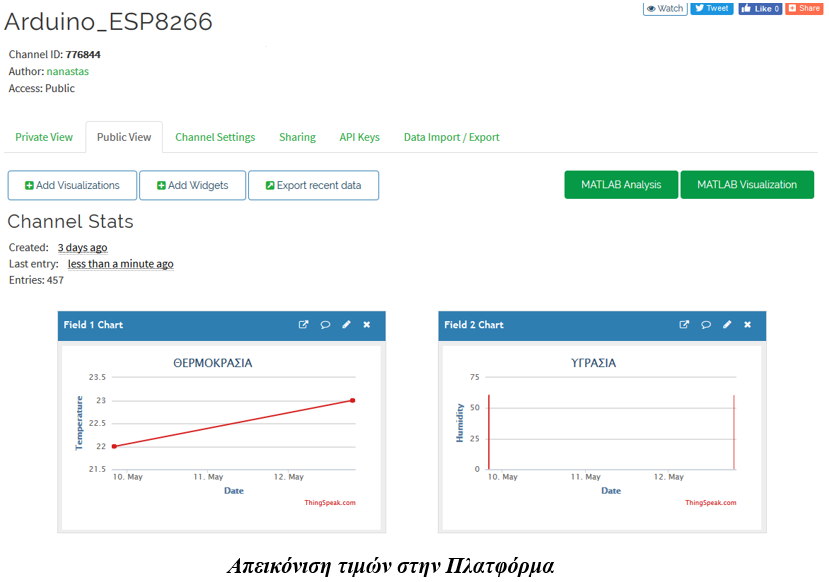 Watch Tweet Like 0 Share
Arduino_ESP8266
Channel ID: 776844
Author: nanastas
Access: Public
Private View Public View Channel Settings Sharing API Keys Data Import / Export
Add Visualizations Add Widgets Export recent data MATLAB Analysis MATLAB Visualization
Channel Stats
Created: 3 days ago
Last entry: less than a minute ago
Entries: 457
Field 1 Chart
ΘΕΡΜΟΚΡΑΣΙΑ
Temperature
23.5
23
22.5
22
21.5
10. May 11. May 12. May
Date
ThingSpeak.com
Field 2 Chart
ΥΓΡΑΣΙΑ
Humidity
75
50
25
0
10. May 11. May 12. May
Date
ThingSpeak.com
Απεικόνιση τιμών στην Πλατφόρμα